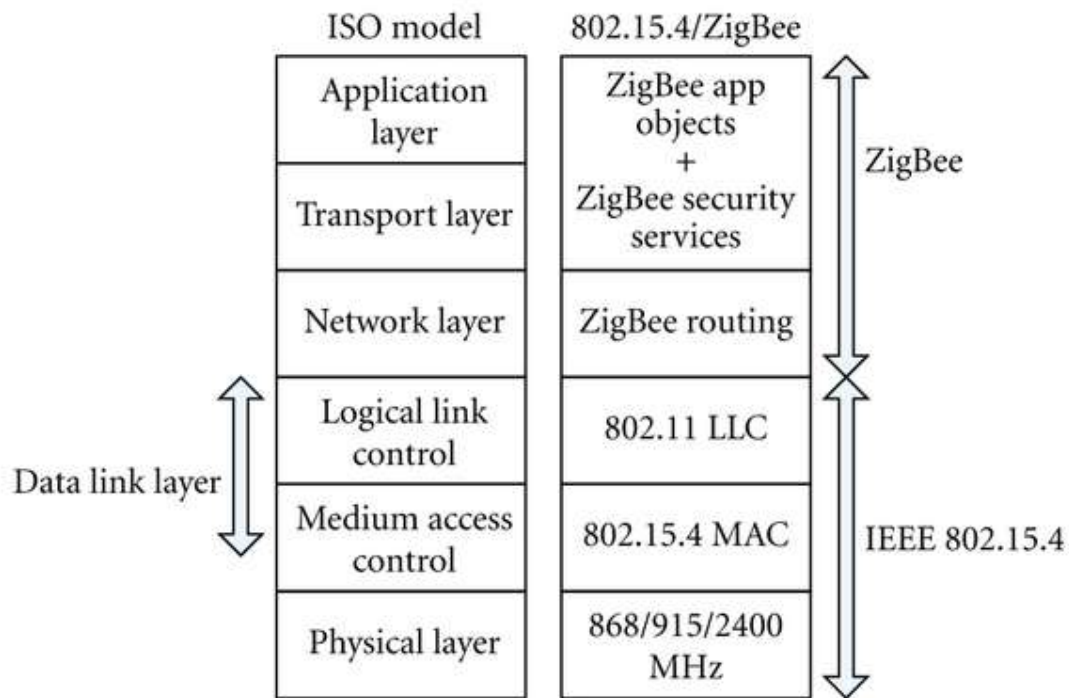 ISO model
802.15.4/ZigBee
Application
layer
ZigBee app
objects
+
ZigBee security
services
ZigBee
Transport layer
Network layer
ZigBee routing
Data link layer
Logical link
control
802.11 LLC
Medium access
control
802.15.4 MAC
IEEE 802.15.4
Physical layer
868/915/2400
MHz